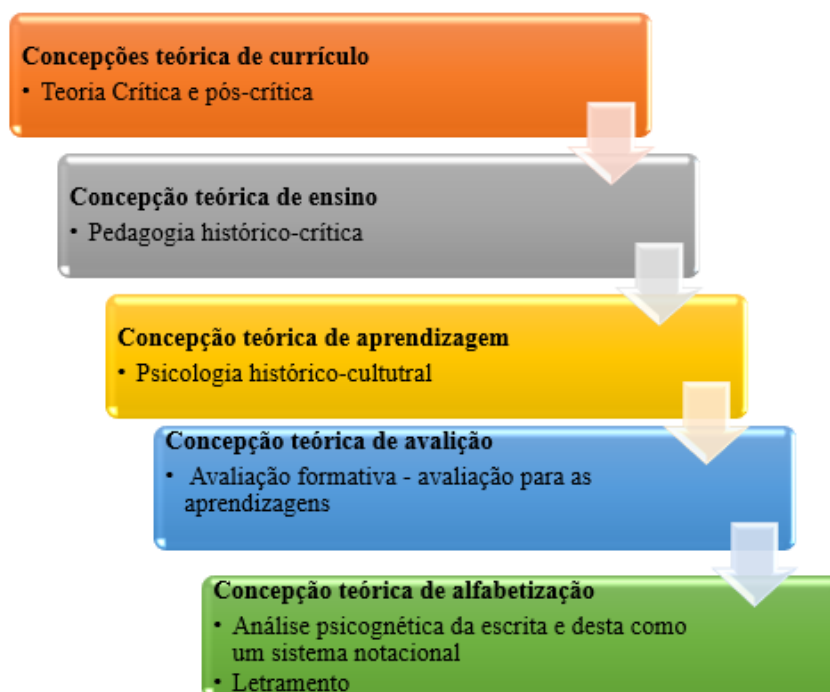 Concepções teórica de currículo
• Teoria Crítica e pós-crítica
Concepção teórica de ensino
• Pedagogia histórico-crítica
Concepção teórica de aprendizagem
• Psicologia histórico-cultutral
Concepção teórica de avalição
• Avaliação formativa - avaliação para as
aprendizagens
Concepção teórica de alfabetização
• Análise psicognética da escrita e desta como
um sistema notacional
• Letramento